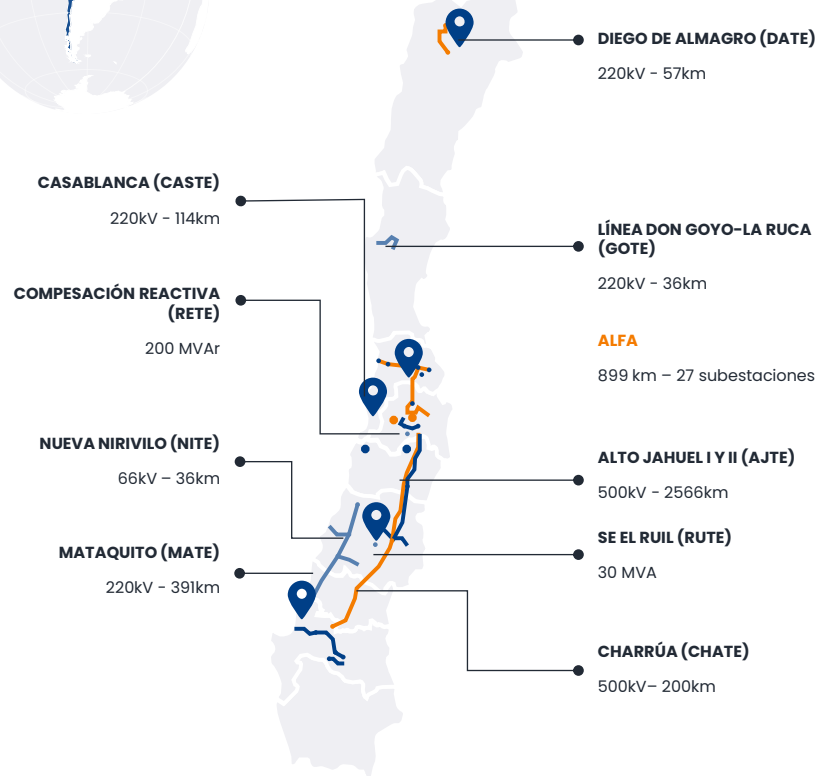 DIEGO DE ALMAGRO (DATE)
220kV - 57km
CASABLANCA (CASTE)
220kV - 114km
LÍNEA DON GOYO-LA RUCA
(GOTE)
220kV - 36km
COMPESACIÓN REACTIVA
(RETE)
200 MVAr
ALFA
899 km – 27 subestaciones
NUEVA NIRIVILO (NITE)
66kV – 36km
ALTO JAHUEL I Y II (AJTE)
500kV - 2566km
SE EL RUIL (RUTE)
30 MVA
MATAQUITO (MATE)
220kV - 391km
CHARRÚA (CHATE)
500kV– 200km